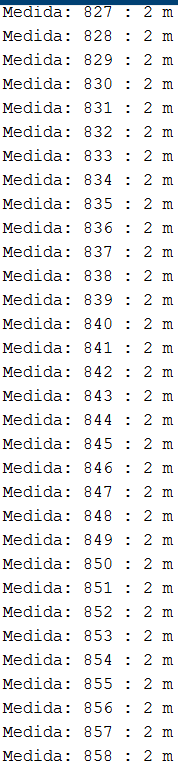 Medida: 827 : 2 m
Medida: 828 : 2 m
Medida: 829 : 2 m
Medida: 830 : 2 m
Medida: 831 : 2 m
Medida: 832 : 2 m
Medida: 833 : 2 m
Medida: 834 : 2 m
Medida: 835 : 2 m
Medida: 836 : 2 m
Medida: 837 : 2 m
Medida: 838 : 2 m
Medida: 839 : 2 m
Medida: 840 : 2 m
Medida: 841 : 2 m
Medida: 842 : 2 m
Medida: 843 : 2 m
Medida: 844 : 2 m
Medida: 845 : 2 m
Medida: 846 : 2 m
Medida: 847 : 2 m
Medida: 848 : 2 m
Medida: 849 : 2 m
Medida: 850 : 2 m
Medida: 851 : 2 m
Medida: 852 : 2 m
Medida: 853 : 2 m
Medida: 854 : 2 m
Medida: 855 : 2 m
Medida: 856 : 2 m
Medida: 857 : 2 m
Medida: 858 : 2 m